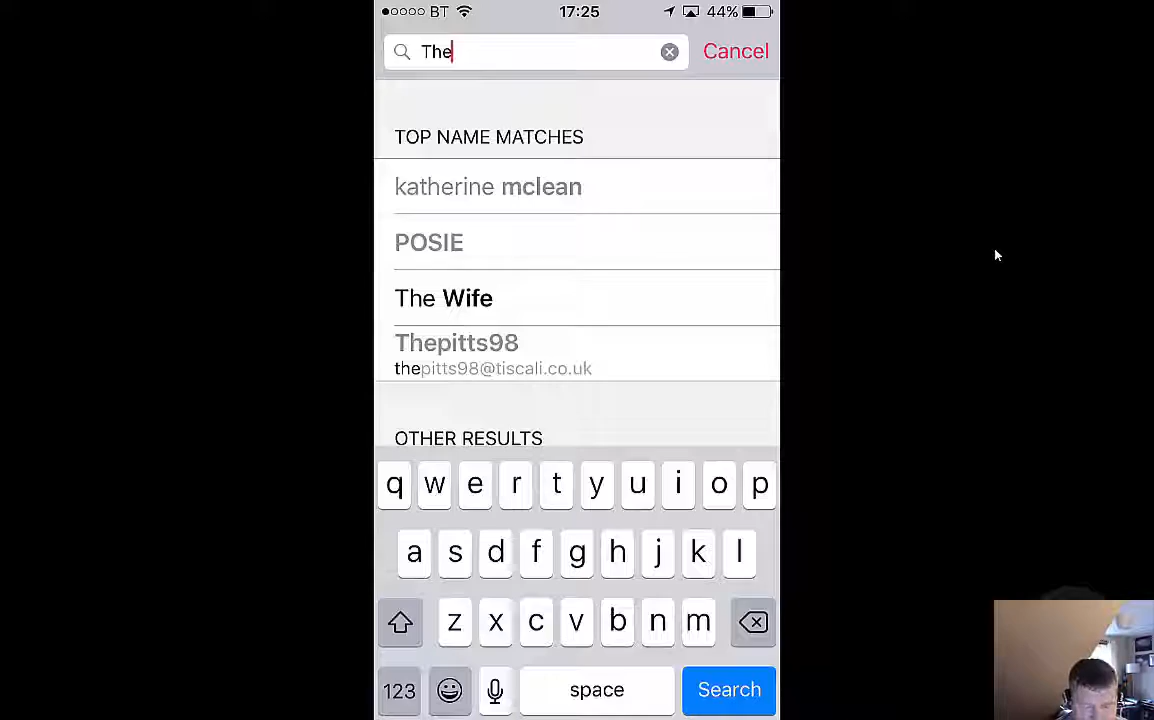 BT 17:25 44%
The Cancel
TOP NAME MATCHES
katherine mclean
POSIE
The Wife
Thepitts98
thepitts98@tiscali.co.uk
OTHER RESULTS
q w e r t y u i o p
a s d f g h j k l
z x c v b n m
123 space Search